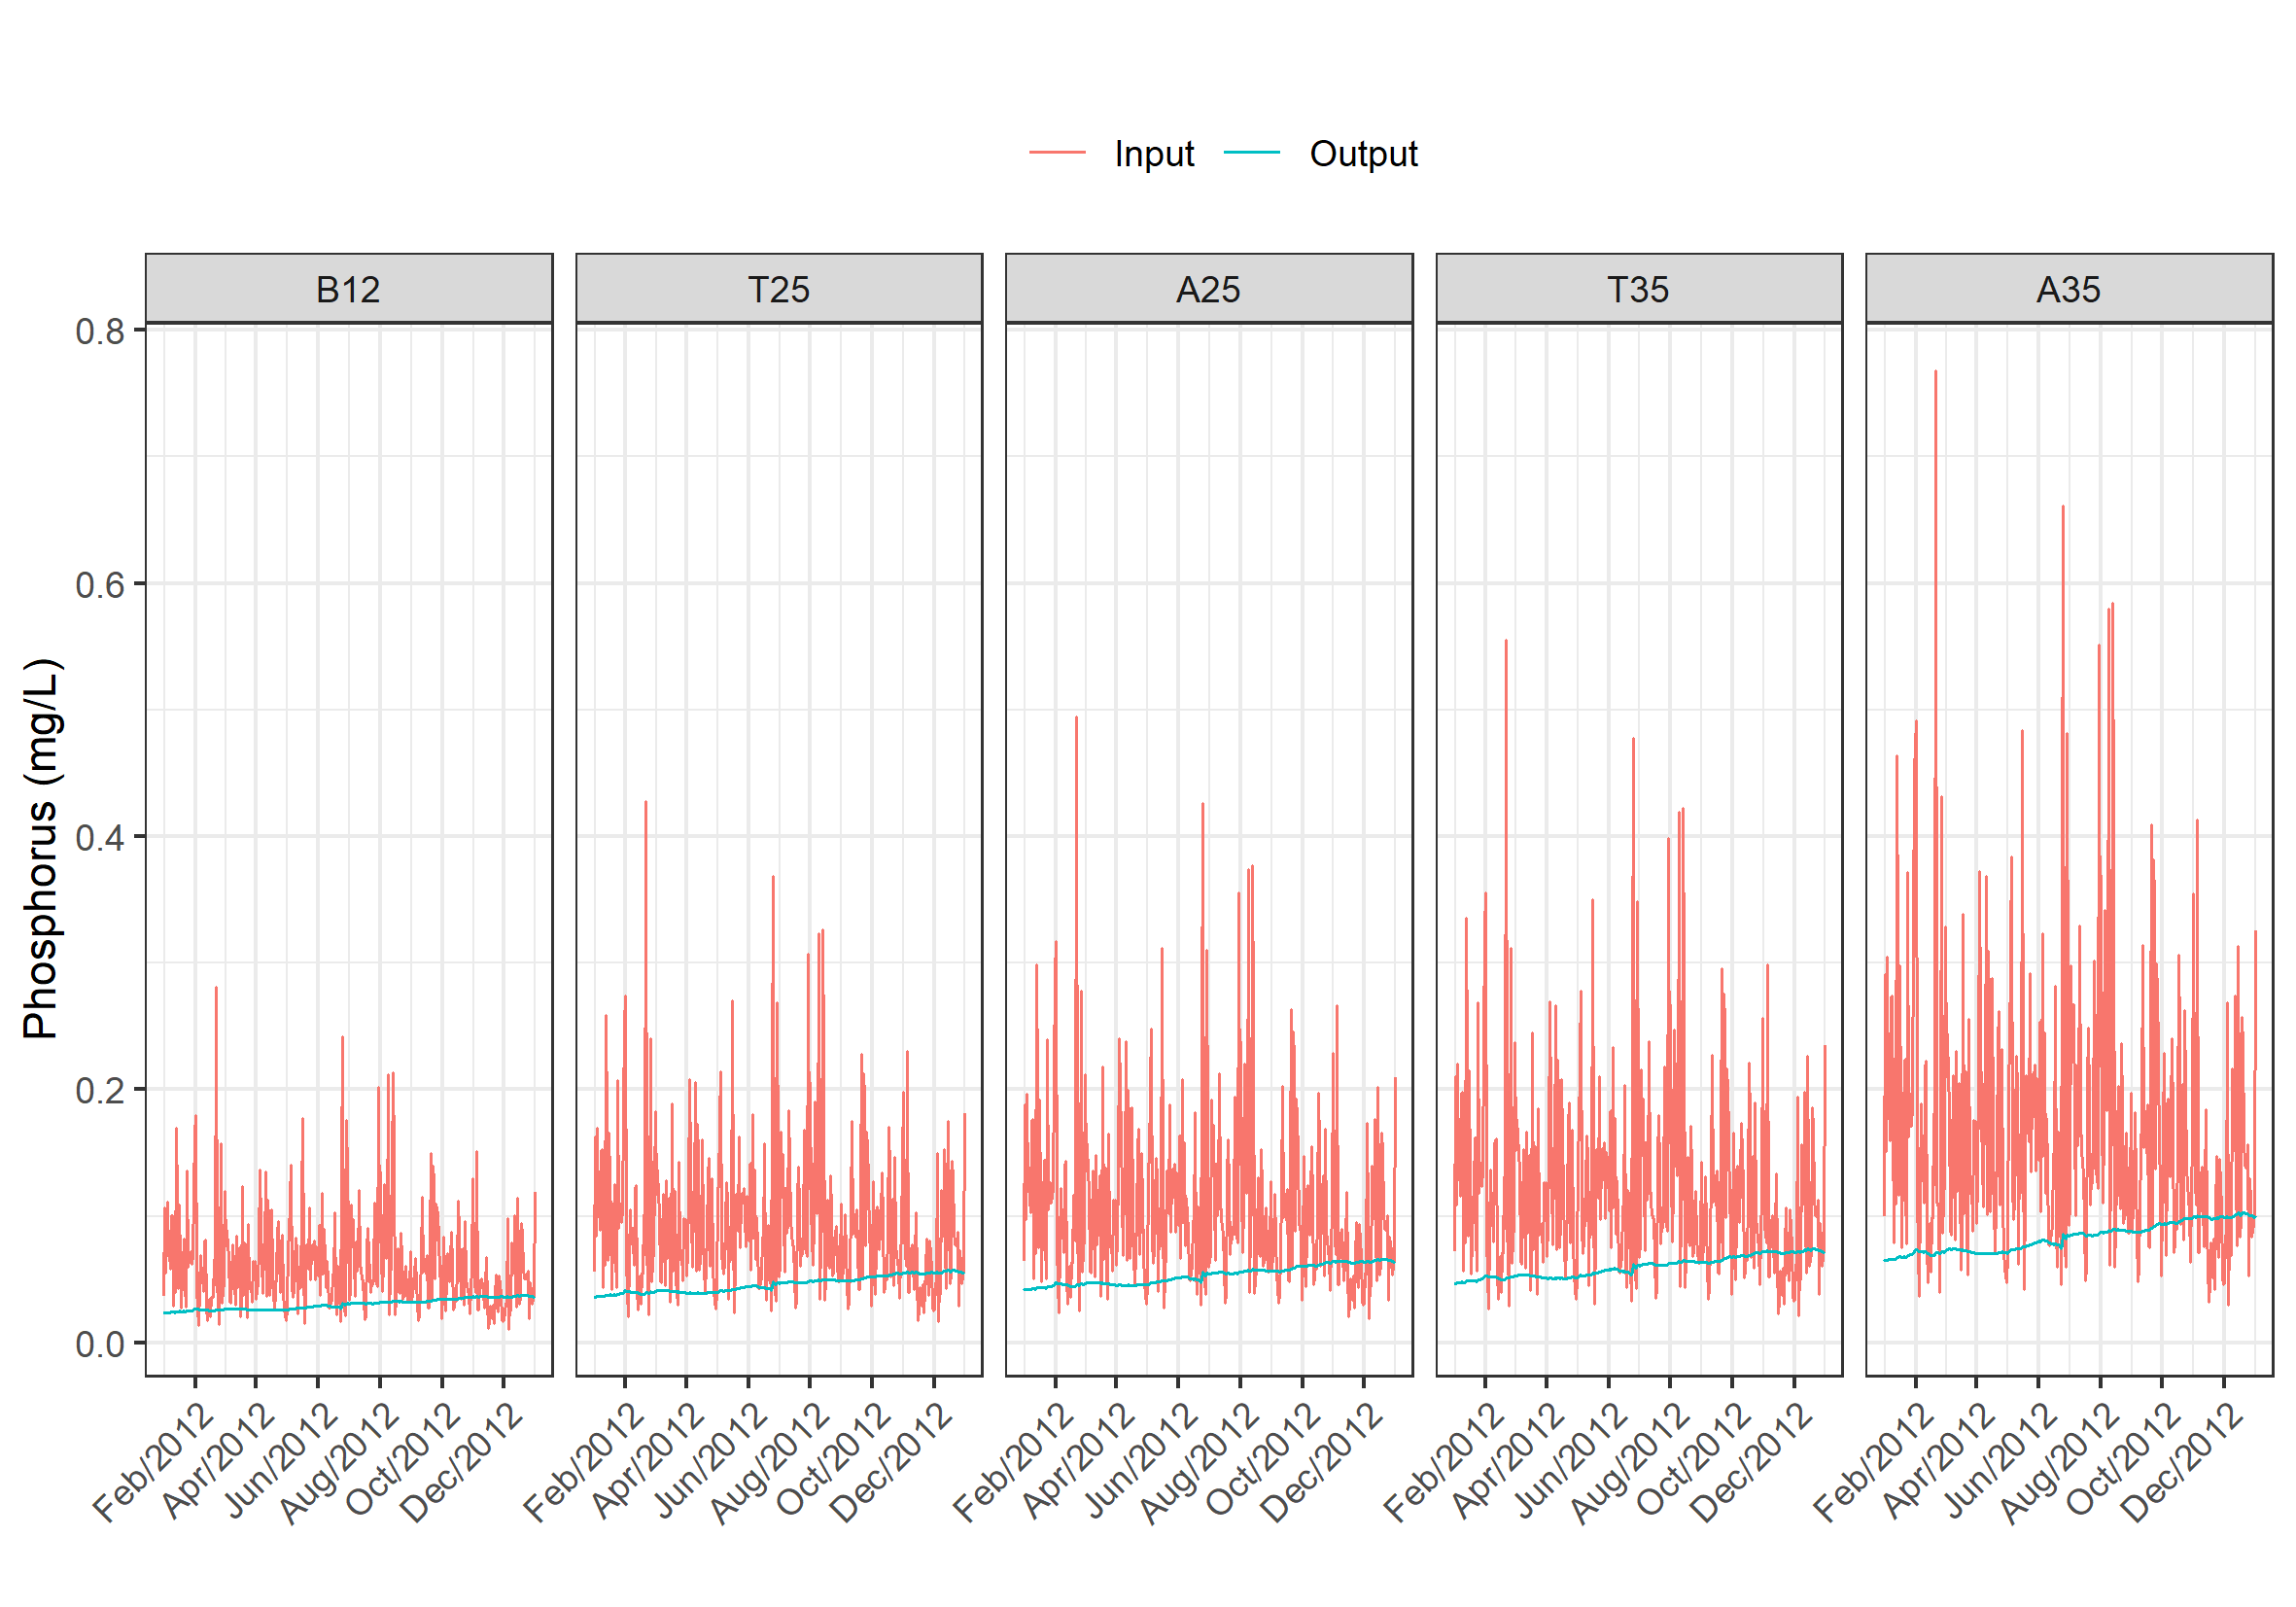 Input Output
B12 T25 A25 T35 A35
Phosphorus (mg/L)
0.8
0.6
0.4
0.2
0.0
Feb/2012 Apr/2012 Jun/2012 Aug/2012 Oct/2012 Dec/2012 Feb/2012 Apr/2012 Jun/2012 Aug/2012 Oct/2012 Dec/2012 Feb/2012 Apr/2012 Jun/2012 Aug/2012 Oct/2012 Dec/2012 Feb/2012 Apr/2012 Jun/2012 Aug/2012 Oct/2012 Dec/2012 Feb/2012 Apr/2012 Jun/2012 Aug/2012 Oct/2012 Dec/2012